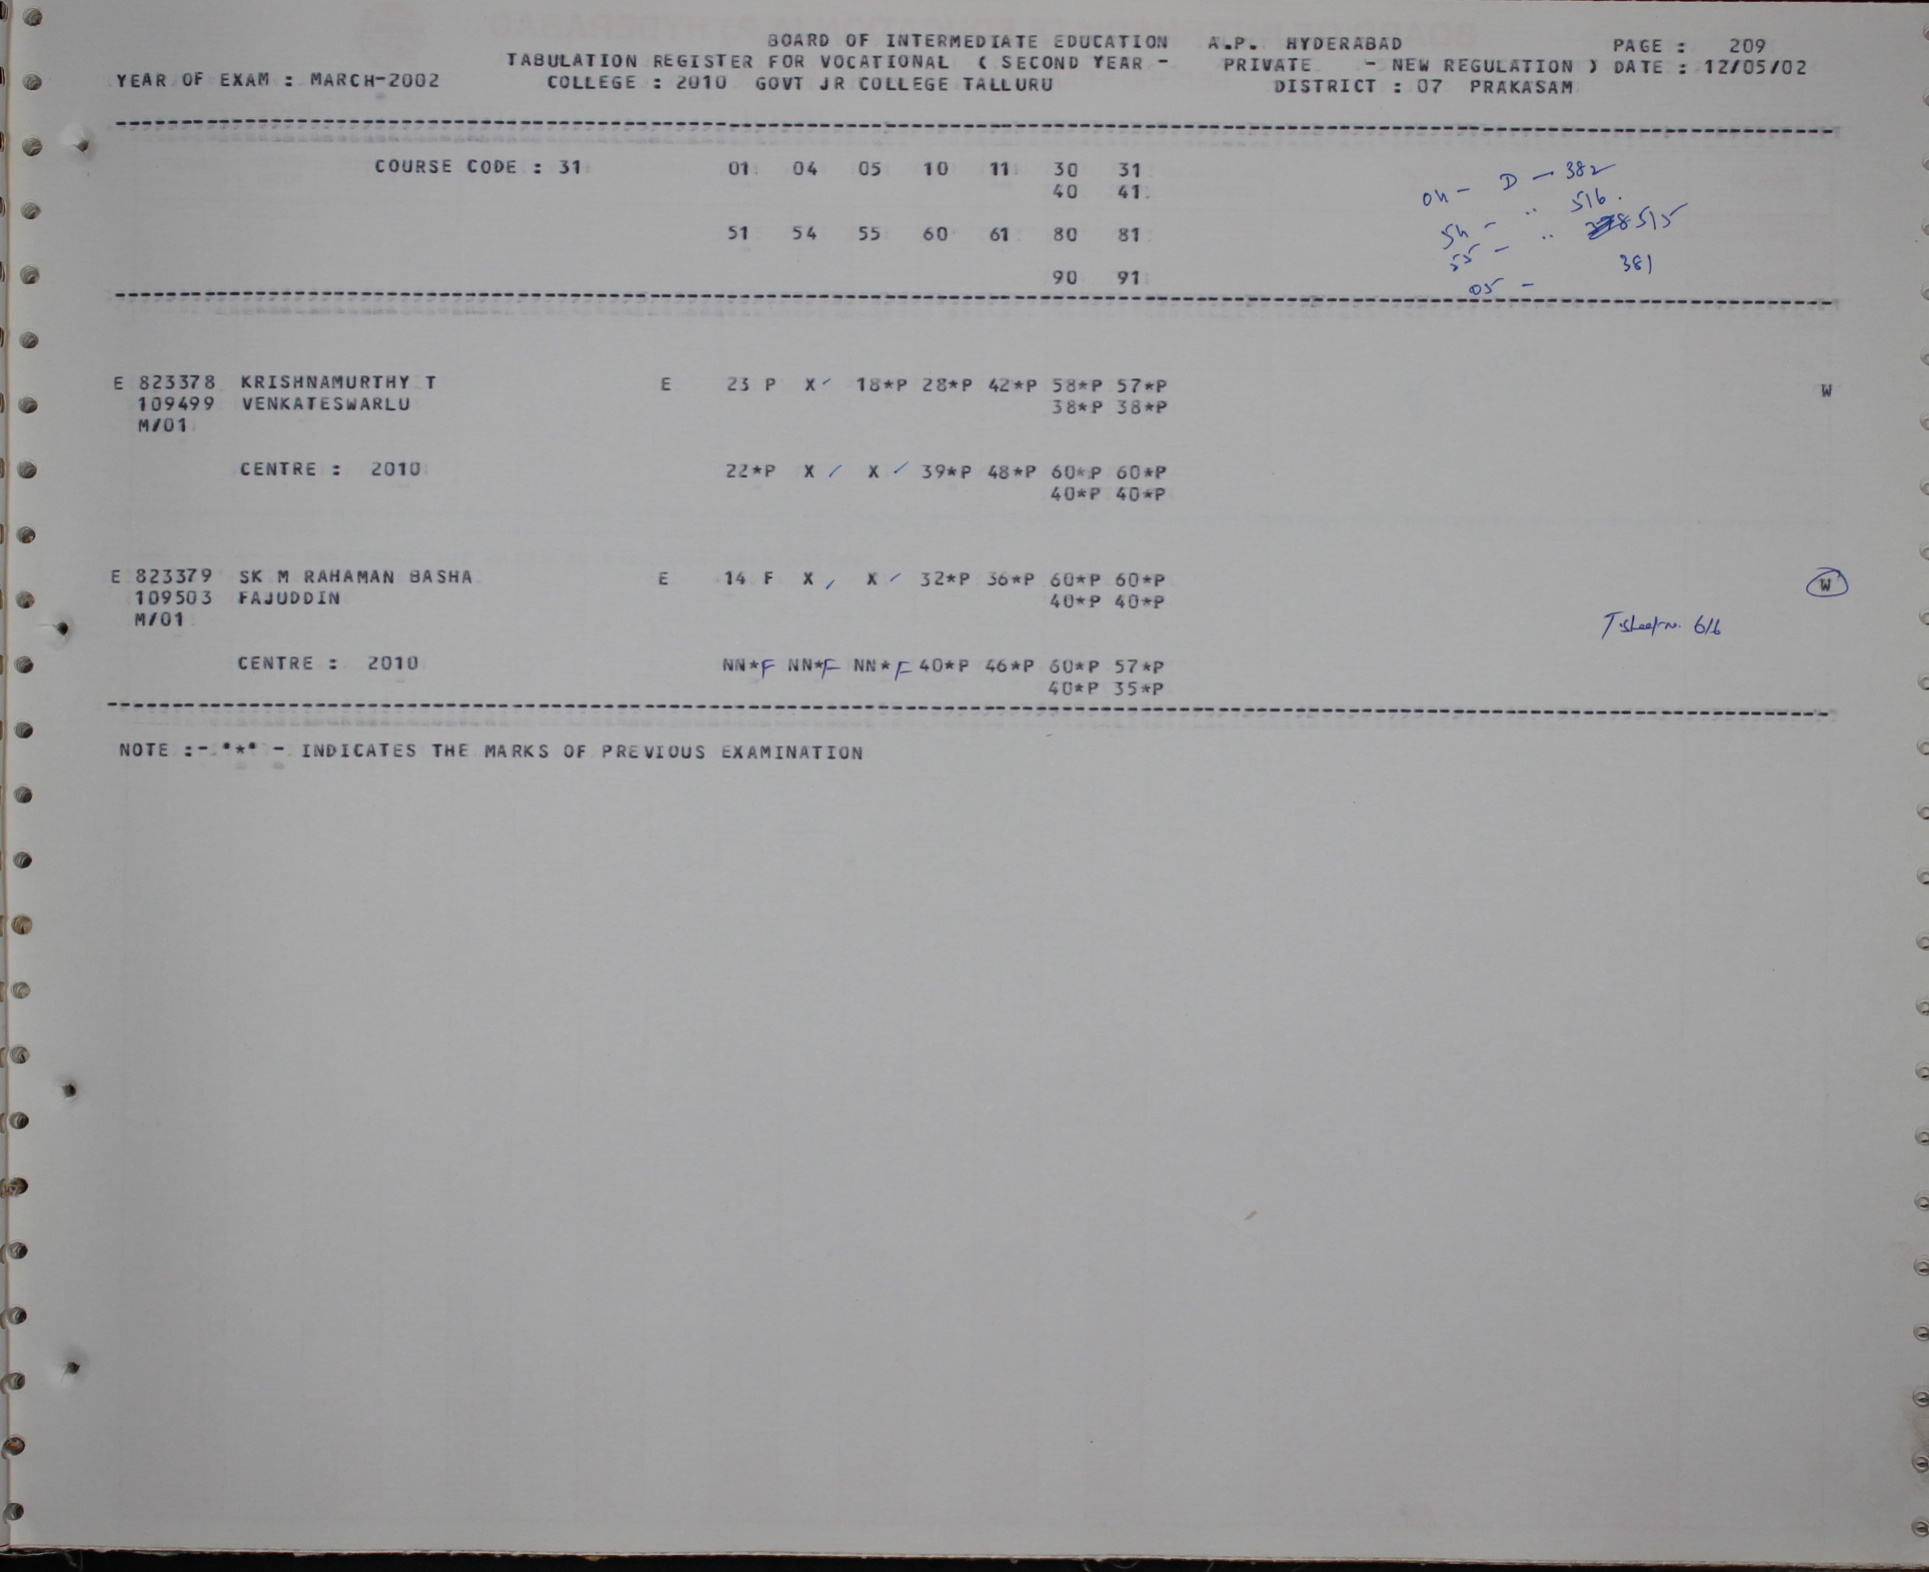 BOARD OF INTERMEDIATE EDUCATION A.P. HYDERABAD PAGE : 209
TABULATION REGISTER FOR VOCATIONAL ( SECOND YEAR - PRIVATE - NEW REGULATION ) DATE : 12/05/02
YEAR OF EXAM : MARCH-2002 COLLEGE : 2010 GOVT JR COLLEGE TALLURU DISTRICT : 07 PRAKASAM
COURSE CODE : 31 01 04 05 10 11 30 31
40 41
51 54 55 60 61 80 81
90 91
04 - D - 382
54 - " 516.
55 - " 515
05 - 381
E 823378 KRISHNAMURTHY T E 23 P X 18*P 28*P 42*P 58*P 57*P W
109499 VENKATESWARLU 38*P 38*P
M/01
CENTRE : 2010 22*P X X 39*P 48*P 60*P 60*P
40*P 40*P
E 823379 SK M RAHAMAN BASHA E 14 F X X 32*P 36*P 60*P 60*P W
109503 FAJUDDIN 40*P 40*P
M/01 616
CENTRE : 2010 NN*F NN*F NN*F 40*P 46*P 60*P 57*P
40*P 35*P
NOTE :- "*" - INDICATES THE MARKS OF PREVIOUS EXAMINATION